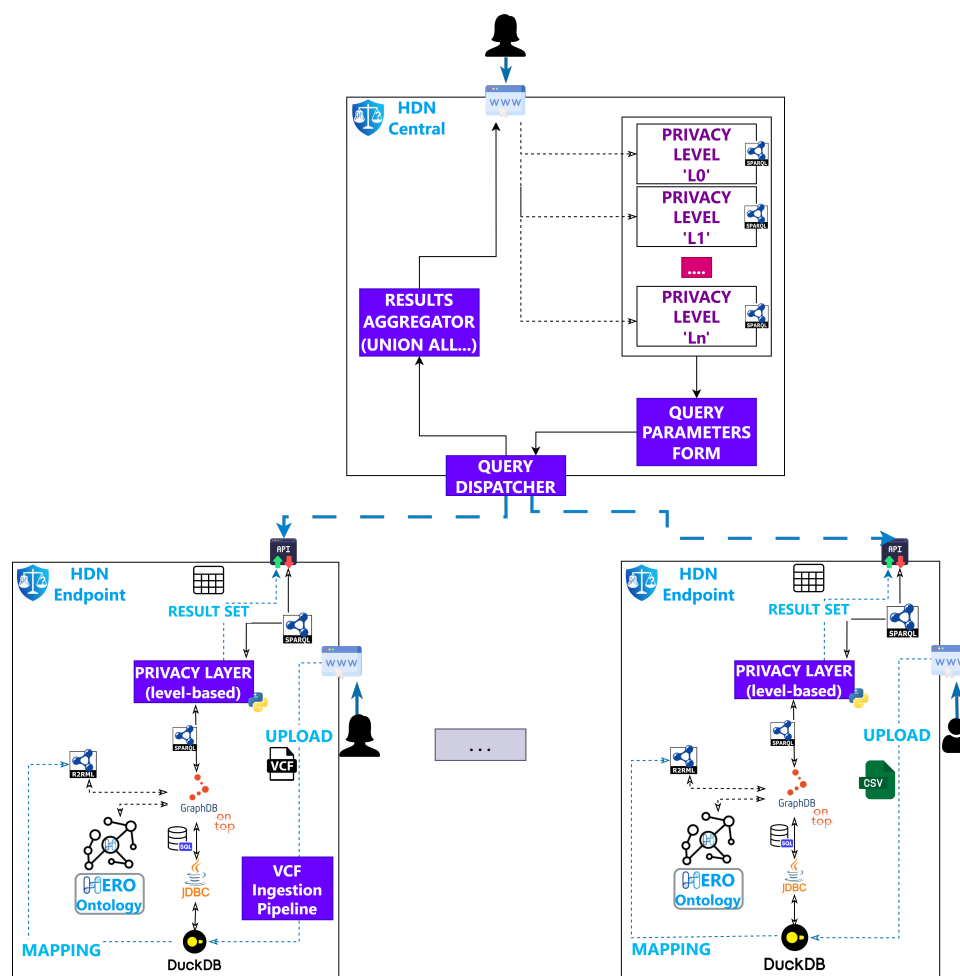 WWW
HDN
Central
PRIVACY
LEVEL
'L0'
SPARQL
PRIVACY
LEVEL
'L1'
SPARQL
....
PRIVACY
LEVEL
'Ln'
SPARQL
RESULTS
AGGREGATOR
(UNION ALL...)
QUERY
PARAMETERS
FORM
QUERY
DISPATCHER
API
HDN
Endpoint
RESULT SET
SPARQL
WWW
PRIVACY LAYER
(level-based)
SPARQL
UPLOAD
VCF
R2RML
GraphDB
on
top
SQL
JDBC
HERO
Ontology
VCF
Ingestion
Pipeline
MAPPING
DuckDB
...
API
HDN
Endpoint
RESULT SET
SPARQL
WWW
PRIVACY LAYER
(level-based)
SPARQL
UPLOAD
CSV
R2RML
GraphDB
on
top
SQL
JDBC
HERO
Ontology
MAPPING
DuckDB